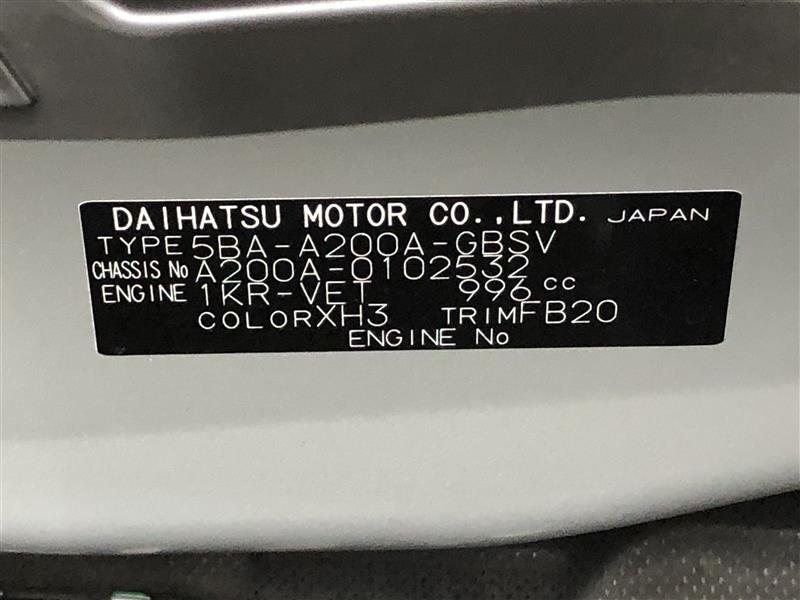 DAIHATSU MOTOR CO.,LTD. JAPAN
TYPE 5BA-A200A-GBSV
CHASSIS No A200A-0102532
ENGINE 1KR-VET 996 cc
COLOR XH3 TRIM FB20
ENGINE No